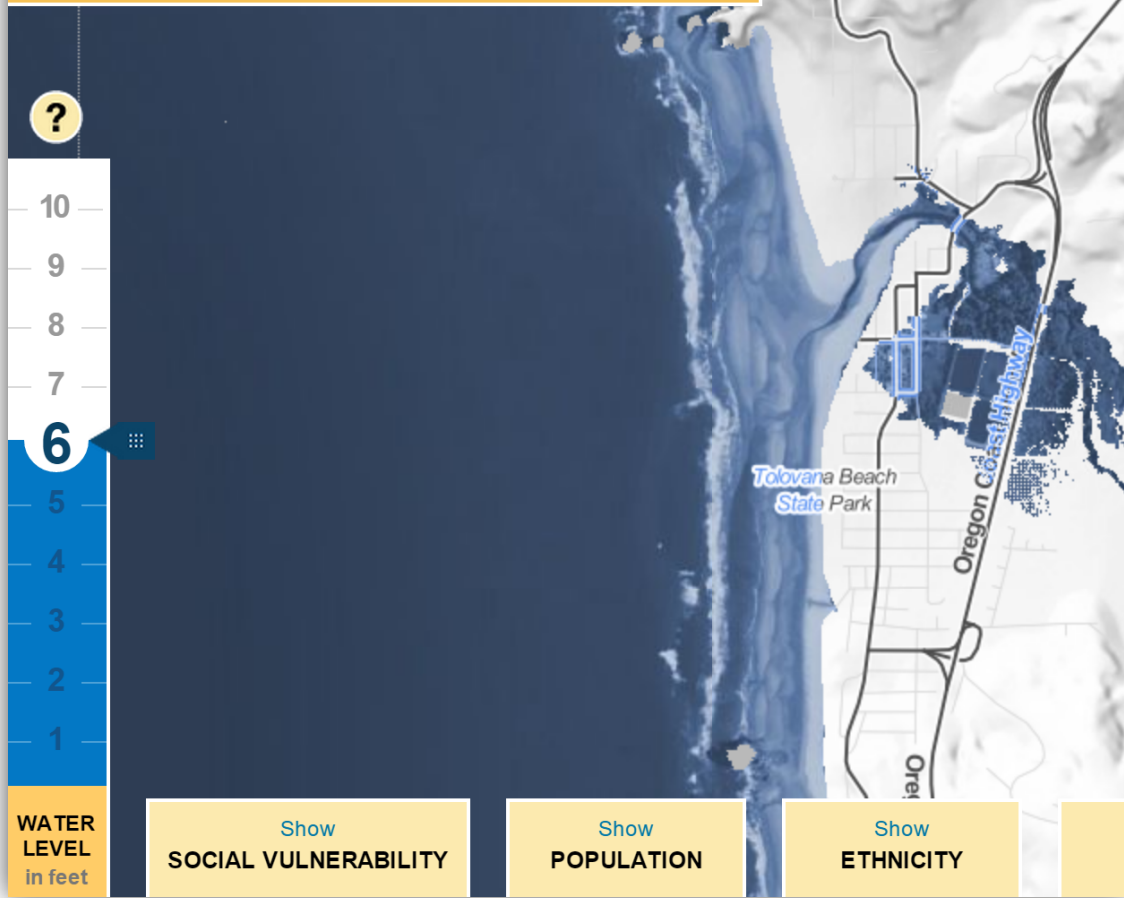 ?
10
9
8
7
6
5
4
3
2
1
WATER
LEVEL
in feet
Tolovana Beach
State Park
Oregon Coast Highway
Show
SOCIAL VULNERABILITY
Show
POPULATION
Show
ETHNICITY